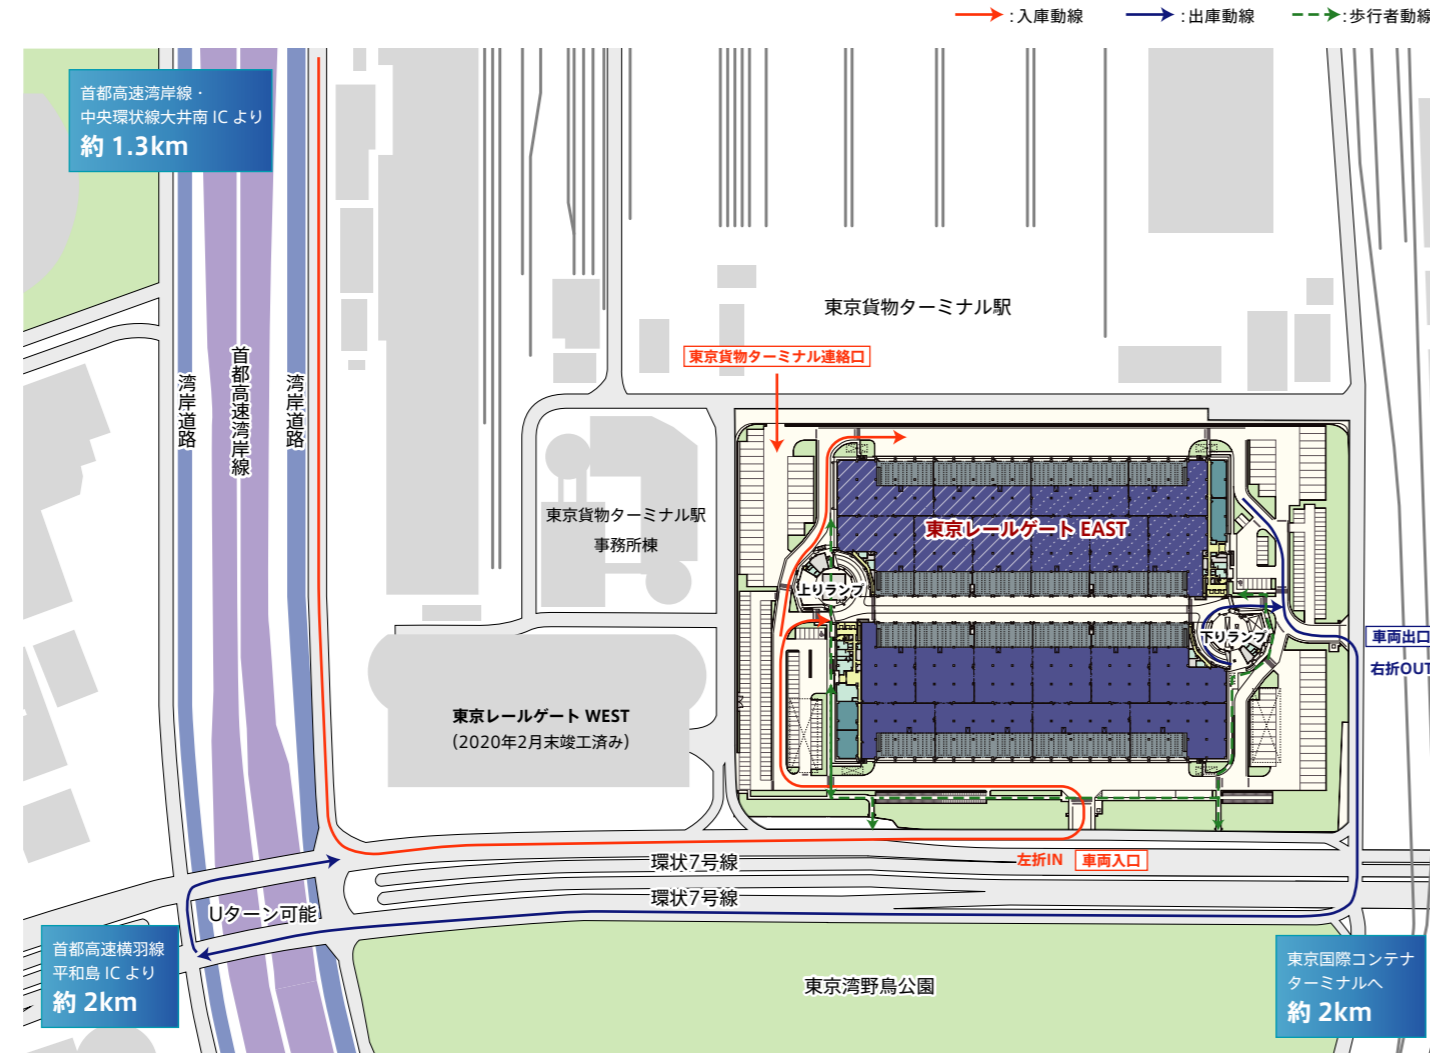 :入庫動線
:出庫動線
:歩行者動線
首都高速湾岸線・
中央環状線大井南 IC より
約 1.3km
東京貨物ターミナル駅
東京貨物ターミナル連絡口
湾岸道路
首都高速湾岸線
湾岸道路
東京貨物ターミナル駅
事務所棟
東京レールゲート EAST
上りランプ
下りランプ
車両出口
右折OUT
東京レールゲート WEST
(2020年2月末竣工済み)
環状7号線
左折IN
車両入口
環状7号線
Uターン可能
首都高速横羽線
平和島 IC より
約 2km
東京湾野鳥公園
東京国際コンテナ
ターミナルへ
約 2km